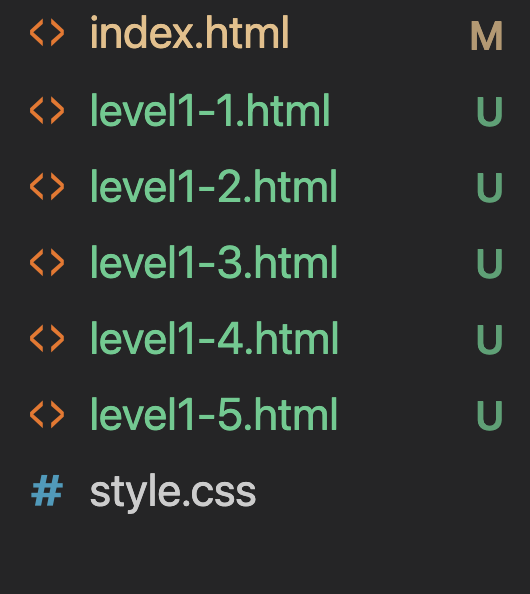 <> index.html M
<> level1-1.html U
<> level1-2.html U
<> level1-3.html U
<> level1-4.html U
<> level1-5.html U
# style.css